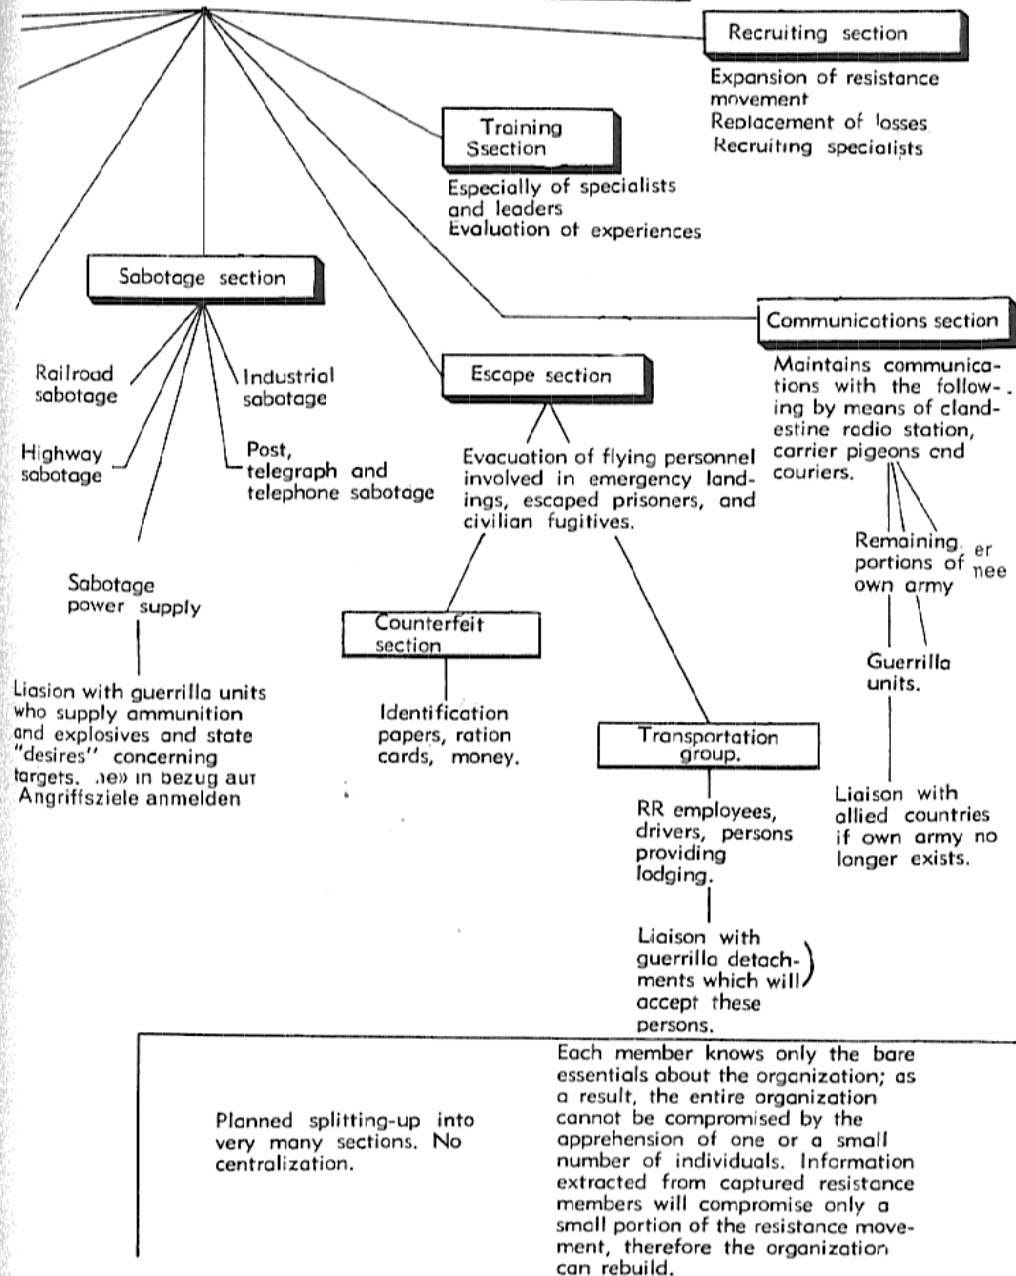 Recruiting section
Expansion of resistance
movement
Replacement of losses
Recruiting specialists
Training
Ssection
Especially of specialists
and leaders
Evaluation of experiences
Sabotage section
Railroad
sabotage
Industrial
sabotage
Highway
sabotage
Post,
telegraph and
telephone sabotage
Sabotage
power supply
Liasion with guerrilla units
who supply ammunition
and explosives and state
"desires" concerning
targets. in bezug auf
Angriffsziele anmelden
Escape section
Evacuation of flying personnel
involved in emergency land-
ings, escaped prisoners, and
civilian fugitives.
Counterfeit
section
Identification
papers, ration
cards, money.
Transportation
group.
RR employees,
drivers, persons
providing
lodging.
Liaison with
guerrilla detach-
ments which will
accept these
persons.
Communications section
Maintains communica-
tions with the follow-
ing by means of cland-
estine radio station,
carrier pigeons and
couriers.
Remaining er
portions of nee
own army
Guerrilla
units.
Liaison with
allied countries
if own army no
longer exists.
Planned splitting-up into
very many sections. No
centralization.
Each member knows only the bare
essentials about the organization; as
a result, the entire organization
cannot be compromised by the
apprehension of one or a small
number of individuals. Information
extracted from captured resistance
members will compromise only a
small portion of the resistance move-
ment, therefore the organization
can rebuild.